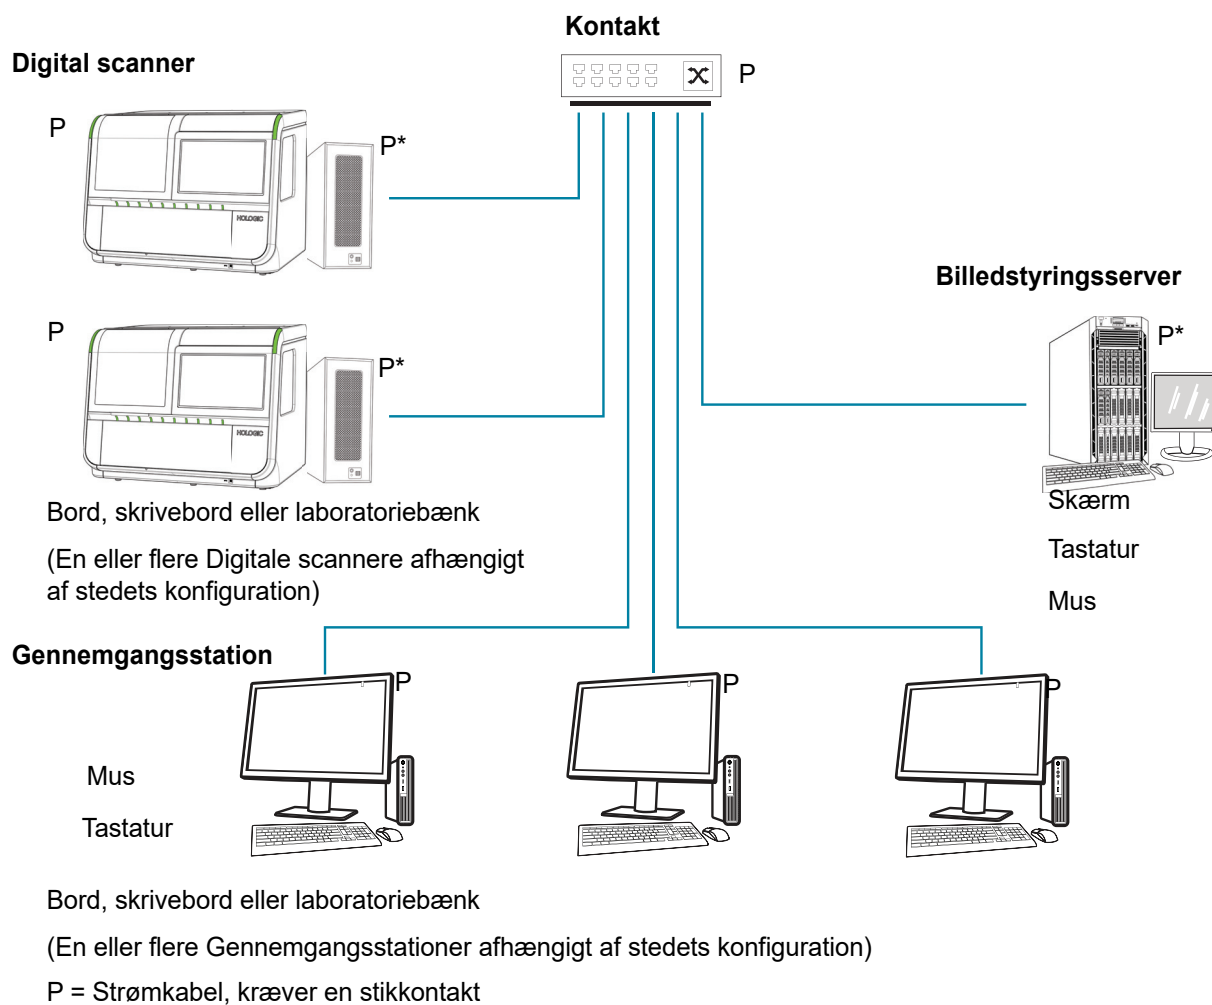 Kontakt
P
Digital scanner
P
P*
HOLOGIC
P
P*
HOLOGIC
Billedstyringsserver
P*
Skærm
Tastatur
Mus
Bord, skrivebord eller laboratoriebænk
(En eller flere Digitale scannere afhængigt
af stedets konfiguration)
Gennemgangsstation
P
P
P
Mus
Tastatur
Bord, skrivebord eller laboratoriebænk
(En eller flere Gennemgangsstationer afhængigt af stedets konfiguration)
P = Strømkabel, kræver en stikkontakt